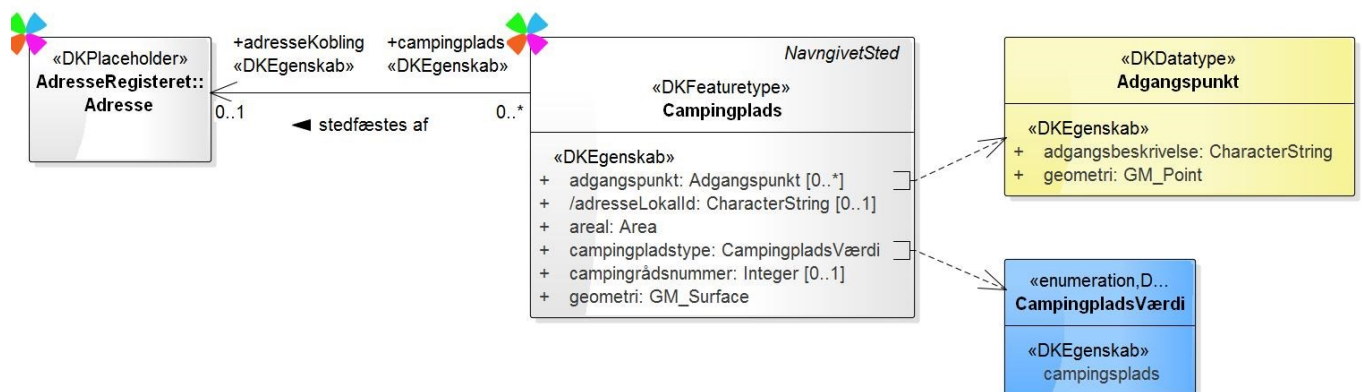 «DKPlaceholder»
AdresseRegisteret::
Adresse
+adresseKobling
«DKEgenskab»
+campingplads
«DKEgenskab»
0..1
◄ stedfæstes af
0..*
NavngivetSted
«DKFeaturetype»
Campingplads
«DKEgenskab»
+ adgangspunkt: Adgangspunkt [0..*]
+ /adresseLokalId: CharacterString [0..1]
+ areal: Area
+ campingpladstype: CampingpladsVærdi
+ campingrådsnummer: Integer [0..1]
+ geometri: GM_Surface
«DKDatatype»
Adgangspunkt
«DKEgenskab»
+ adgangsbeskrivelse: CharacterString
+ geometri: GM_Point
«enumeration,D...
CampingpladsVærdi
«DKEgenskab»
campingsplads